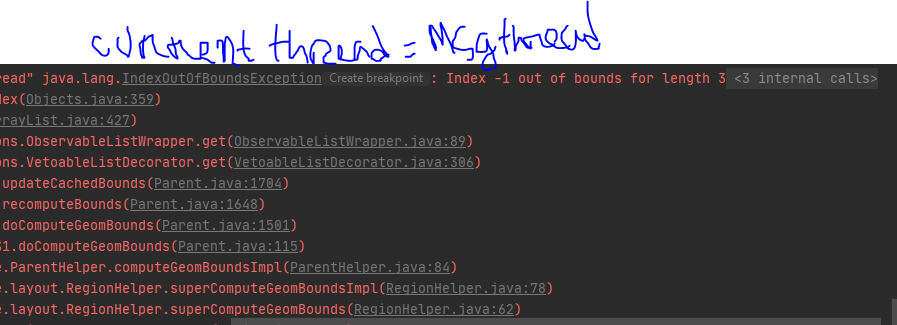 current thread = Msgthread
read" java.lang.IndexOutOfBoundsException Create breakpoint : Index -1 out of bounds for length 3 <3 internal calls>
dex(Objects.java:359)
rrayList.java:427)
ons.ObservableListWrapper.get(ObservableListWrapper.java:89)
ons.VetoableListDecorator.get(VetoableListDecorator.java:306)
updateCachedBounds(Parent.java:1704)
recomputeBounds(Parent.java:1648)
doComputeGeomBounds(Parent.java:1501)
$1.doComputeGeomBounds(Parent.java:115)
e.ParentHelper.computeGeomBoundsImpl(ParentHelper.java:84)
e.layout.RegionHelper.superComputeGeomBoundsImpl(RegionHelper.java:78)
e.layout.RegionHelper.superComputeGeomBounds(RegionHelper.java:62)